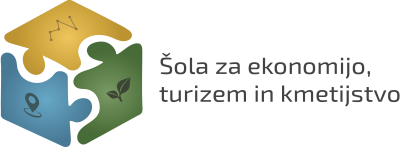 Šola za ekonomijo,
turizem in kmetijstvo